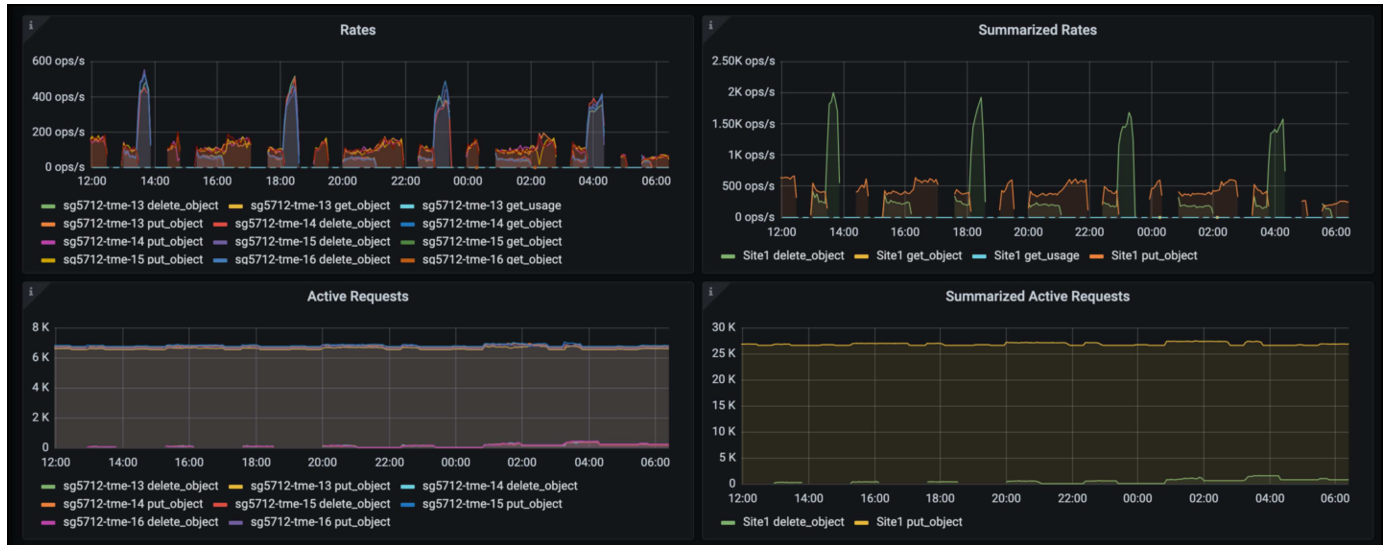 Rates
600 ops/s
400 ops/s
200 ops/s
0 ops/s
12:00 14:00 16:00 18:00 20:00 22:00 00:00 02:00 04:00 06:00
sg5712-tme-13 delete_object sg5712-tme-13 get_object sg5712-tme-13 get_usage
sg5712-tme-13 put_object sg5712-tme-14 delete_object sg5712-tme-14 get_object
sg5712-tme-14 put_object sg5712-tme-15 delete_object sg5712-tme-15 get_object
sg5712-tme-15 put_object sg5712-tme-16 delete_object sg5712-tme-16 get_object
Summarized Rates
2.50K ops/s
2K ops/s
1.50K ops/s
1K ops/s
500 ops/s
0 ops/s
12:00 14:00 16:00 18:00 20:00 22:00 00:00 02:00 04:00 06:00
Site1 delete_object Site1 get_object Site1 get_usage Site1 put_object
Active Requests
8 K
6 K
4 K
2 K
0
12:00 14:00 16:00 18:00 20:00 22:00 00:00 02:00 04:00 06:00
sg5712-tme-13 delete_object sg5712-tme-13 put_object sg5712-tme-14 delete_object
sg5712-tme-14 put_object sg5712-tme-15 delete_object sg5712-tme-15 put_object
sg5712-tme-16 delete_object sg5712-tme-16 put_object
Summarized Active Requests
30 K
25 K
20 K
15 K
10 K
5 K
0
12:00 14:00 16:00 18:00 20:00 22:00 00:00 02:00 04:00 06:00
Site1 delete_object Site1 put_object